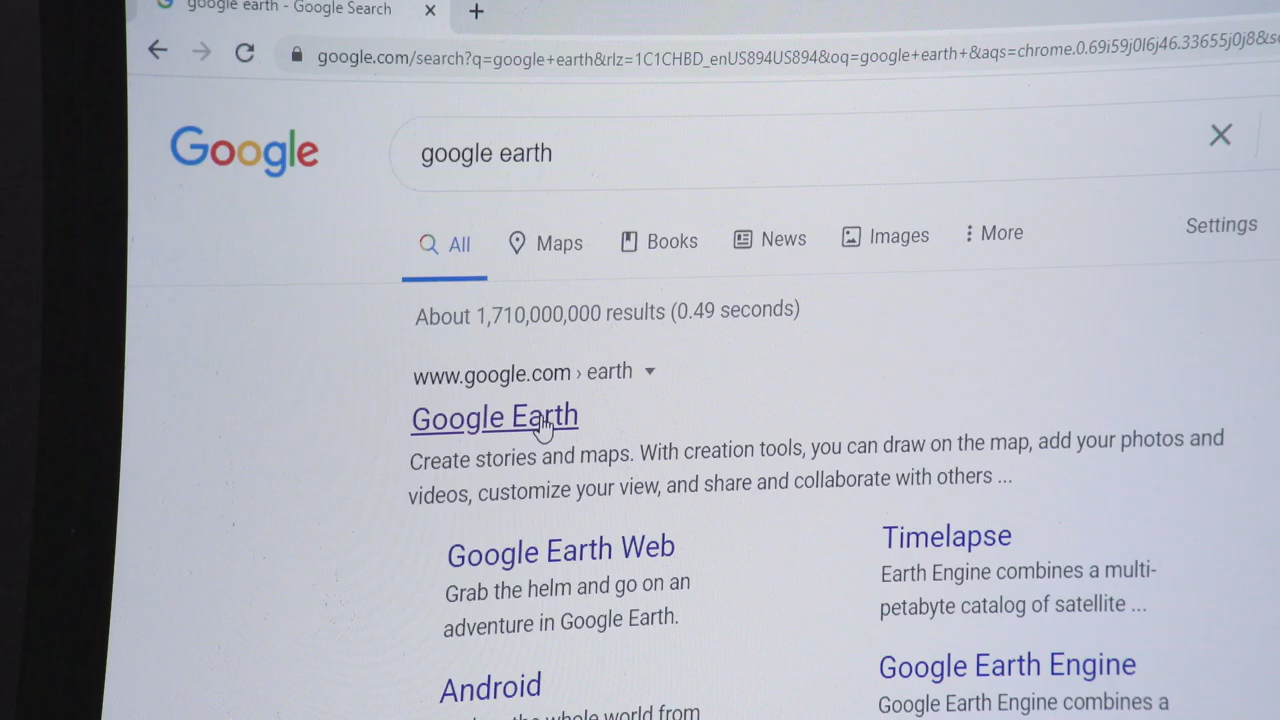 google earth - Google Search
google.com/search?q=google+earth&rlz=1C1CHBD_enUS894US894&oq=google+earth+&aqs=chrome.0.69i59j0l6j46.33655j0j8&s
Google
google earth
All Maps Books News Images More Settings
About 1,710,000,000 results (0.49 seconds)
www.google.com › earth
Google Earth
Create stories and maps. With creation tools, you can draw on the map, add your photos and
videos, customize your view, and share and collaborate with others ...
Google Earth Web
Grab the helm and go on an
adventure in Google Earth.
Timelapse
Earth Engine combines a multi-
petabyte catalog of satellite ...
Android
the whole world from
Google Earth Engine
Google Earth Engine combines a